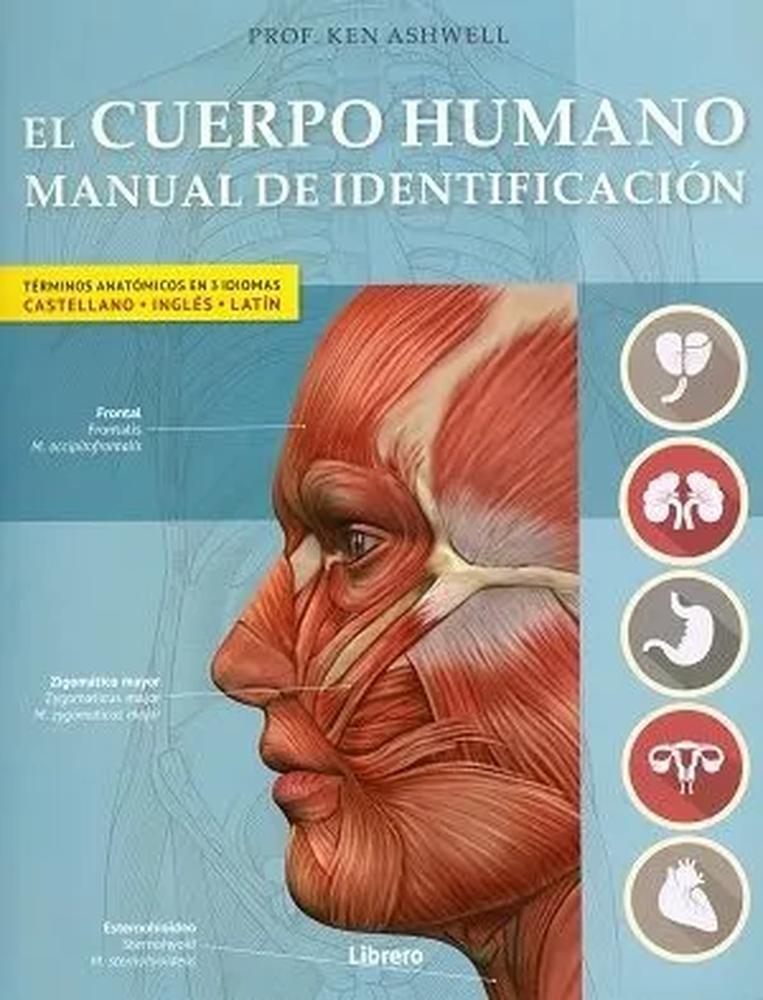 PROF. KEN ASHWELL
EL CUERPO HUMANO
MANUAL DE IDENTIFICACIÓN
TÉRMINOS ANATÓMICOS EN 3 IDIOMAS
CASTELLANO • INGLÉS • LATÍN
Frontal
Frontalis
M. occipitofrontalis
Zigomático mayor
Zygomaticus major
M. zygomaticus major
Esternohioideo
Sternohyoid
M. sternohyoideus
Librero